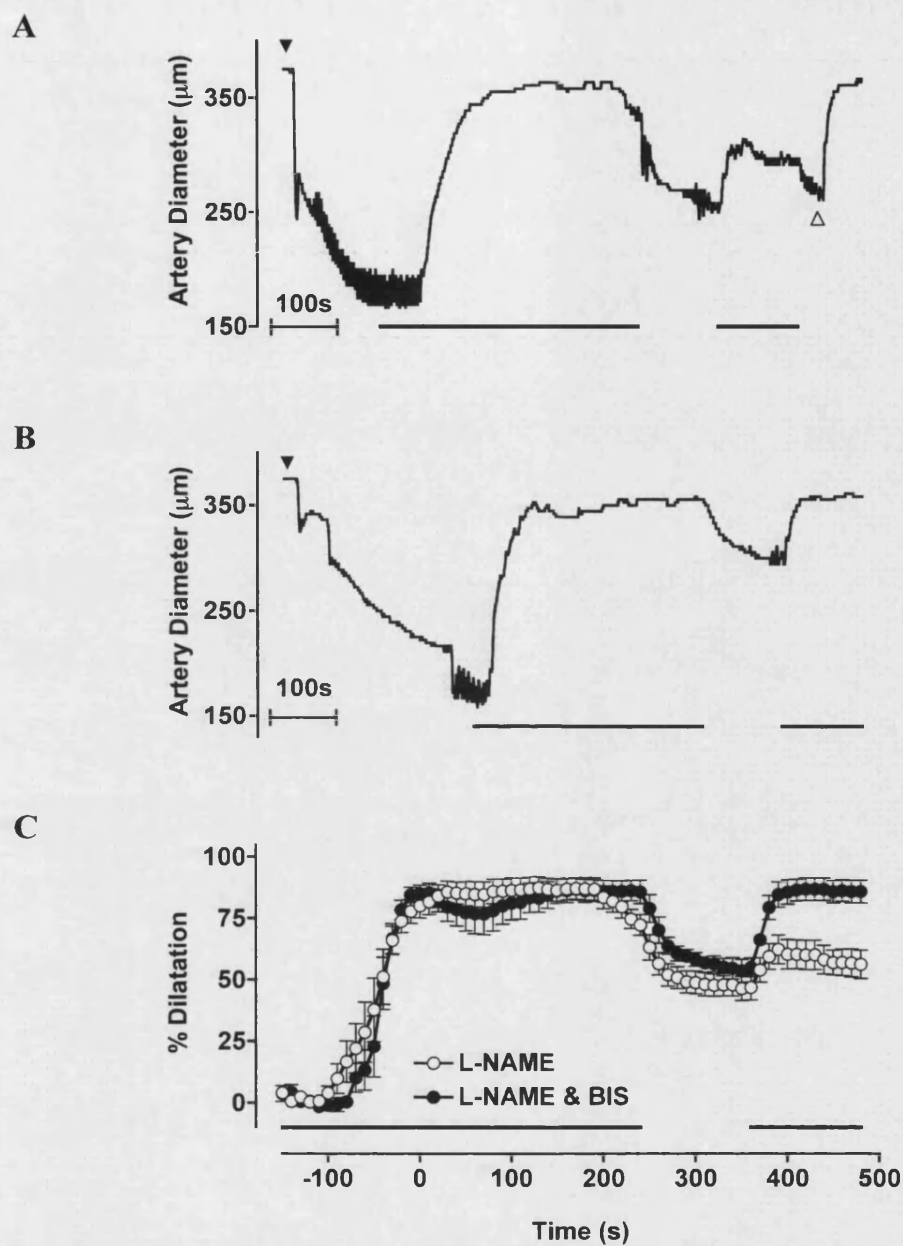 A
Artery Diameter (μm)
350
250
150
100s
B
Artery Diameter (μm)
350
250
150
100s
C
% Dilatation
100
75
50
25
0
L-NAME
L-NAME & BIS
-100 0 100 200 300 400 500
Time (s)